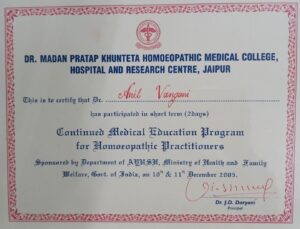 DR. MADAN PRATAP KHUNTETA HOMOEOPATHIC MEDICAL COLLEGE,
HOSPITAL AND RESEARCH CENTRE, JAIPUR
This is to certify that Dr. Anil Vangani
has participated in short term (2days)
Continued Medical Education Program
for Homoeopathic Practitioners
Sponsored by Department of AYUSH, Ministry of Health and Family
Welfare, Govt. of India, on 10th & 11th December 2005.
Dr. J.D. Daryani
Principal